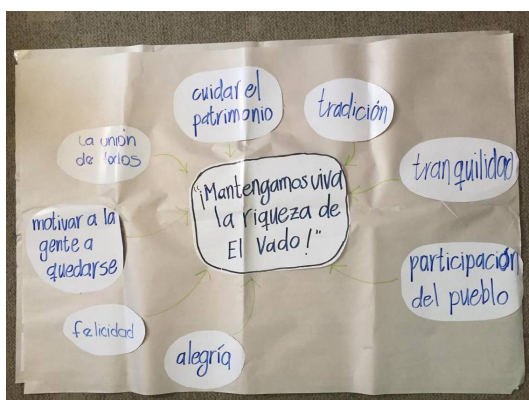 cuidar el
patrimonio
tradición
La unión
de todos
tranquilidad
"¡Mantengamos viva
la riqueza de
El Vado!"
motivar a la
gente a
quedarse
participación
del pueblo
felicidad
alegría